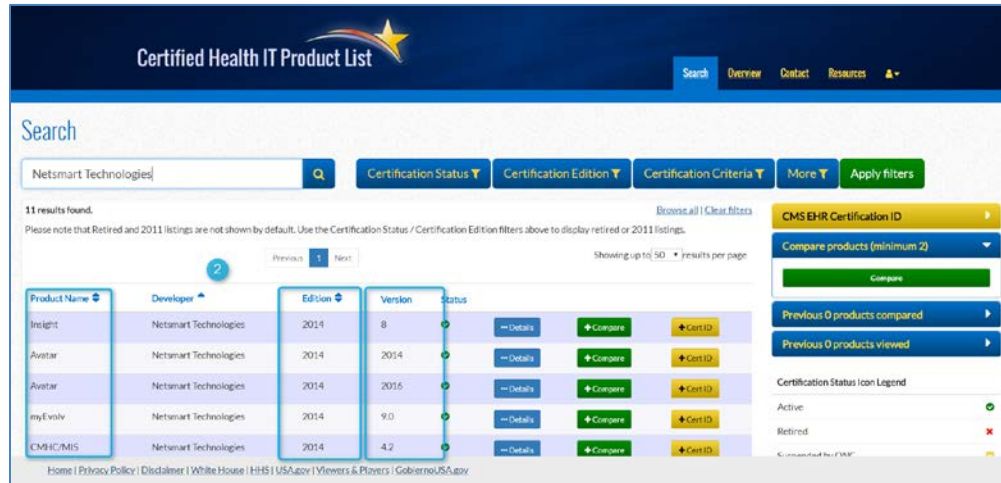 Certified Health IT Product List
Search Overview Contact Resources
Search
Netsmart Technologies
Certification Status Certification Edition Certification Criteria More Apply filters
11 results found.
Browse all | Clear filters
Please note that Retired and 2011 listings are not shown by default. Use the Certification Status / Certification Edition filters above to display retired or 2011 listings.
Previous 1 Next
Showing up to 50 results per page
2
Product Name Developer Edition Version Status
Insight Netsmart Technologies 2014 8 Details +Compare +Cert ID
Avatar Netsmart Technologies 2014 2014 Details +Compare +Cert ID
Avatar Netsmart Technologies 2014 2016 Details +Compare +Cert ID
myEvolv Netsmart Technologies 2014 9.0 Details +Compare +Cert ID
CMHC/MIS Netsmart Technologies 2014 4.2 Details +Compare +Cert ID
CMS EHR Certification ID
Compare products (minimum 2)
Compare
Previous 0 products compared
Previous 0 products viewed
Certification Status Icon Legend
Active
Retired
Suspended by ONC
Home | Privacy Policy | Disclaimer | White House | HHS | USA.gov | Viewers & Players | GobiernoUSA.gov